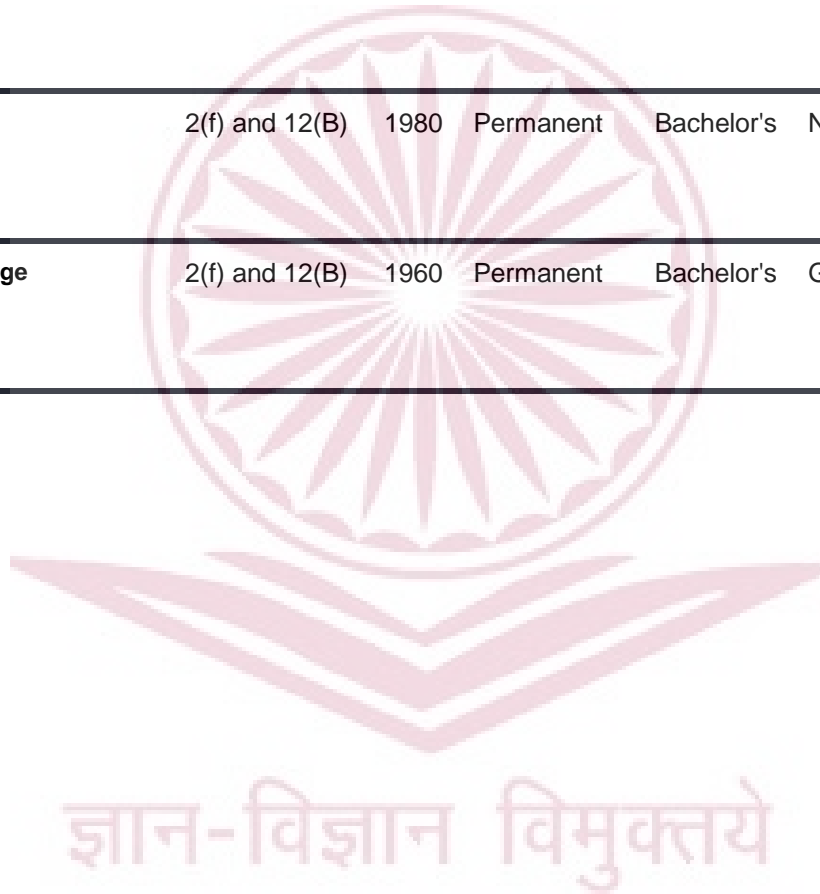 2(f) and 12(B) 1980 Permanent Bachelor's N
ge 2(f) and 12(B) 1960 Permanent Bachelor's G
ज्ञान-विज्ञान विमुक्तये